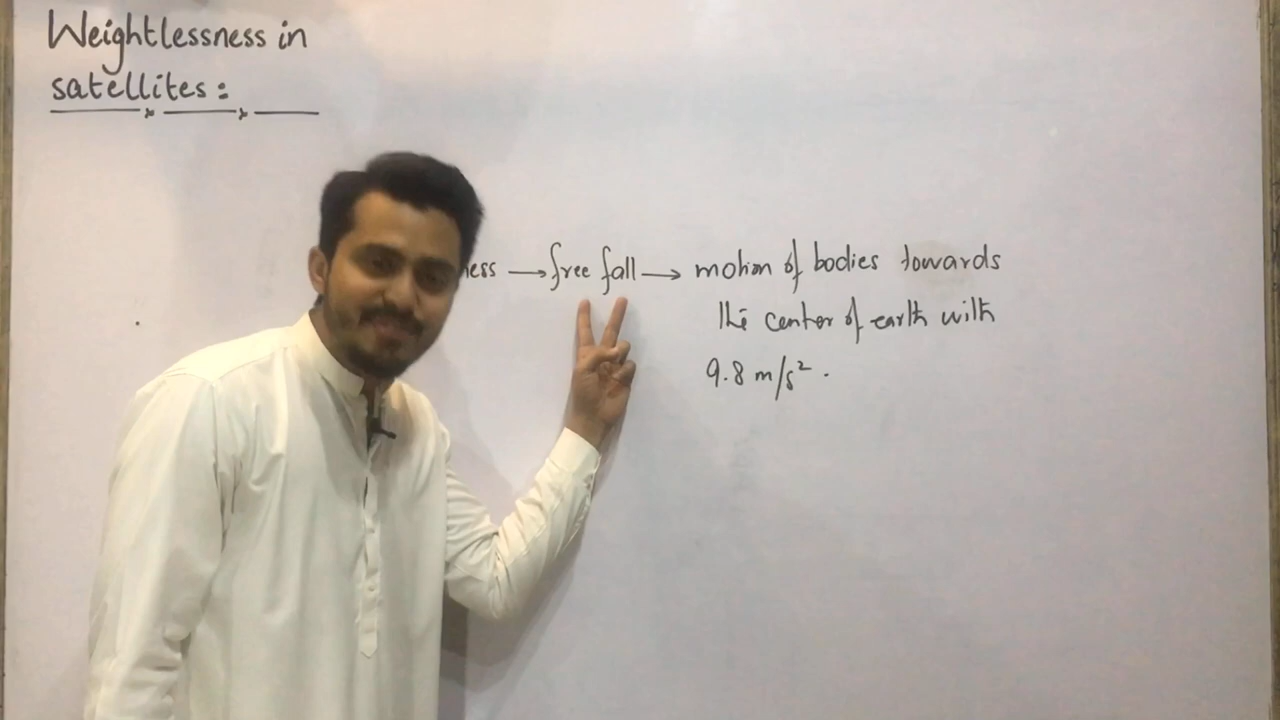 Weightlessness in
satellites :
ness → free fall → motion of bodies towards
the center of earth with
9.8 m/s² .